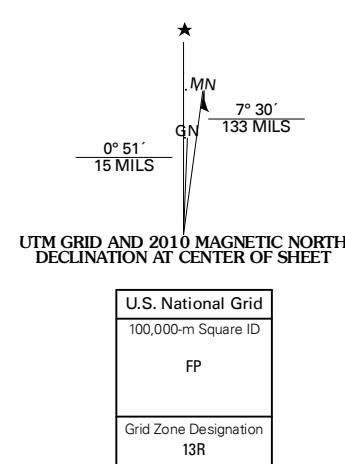 MN
7° 30´
133 MILS
GN
0° 51´
15 MILS
UTM GRID AND 2010 MAGNETIC NORTH
DECLINATION AT CENTER OF SHEET
U.S. National Grid
100,000-m Square ID
FP
Grid Zone Designation
13R